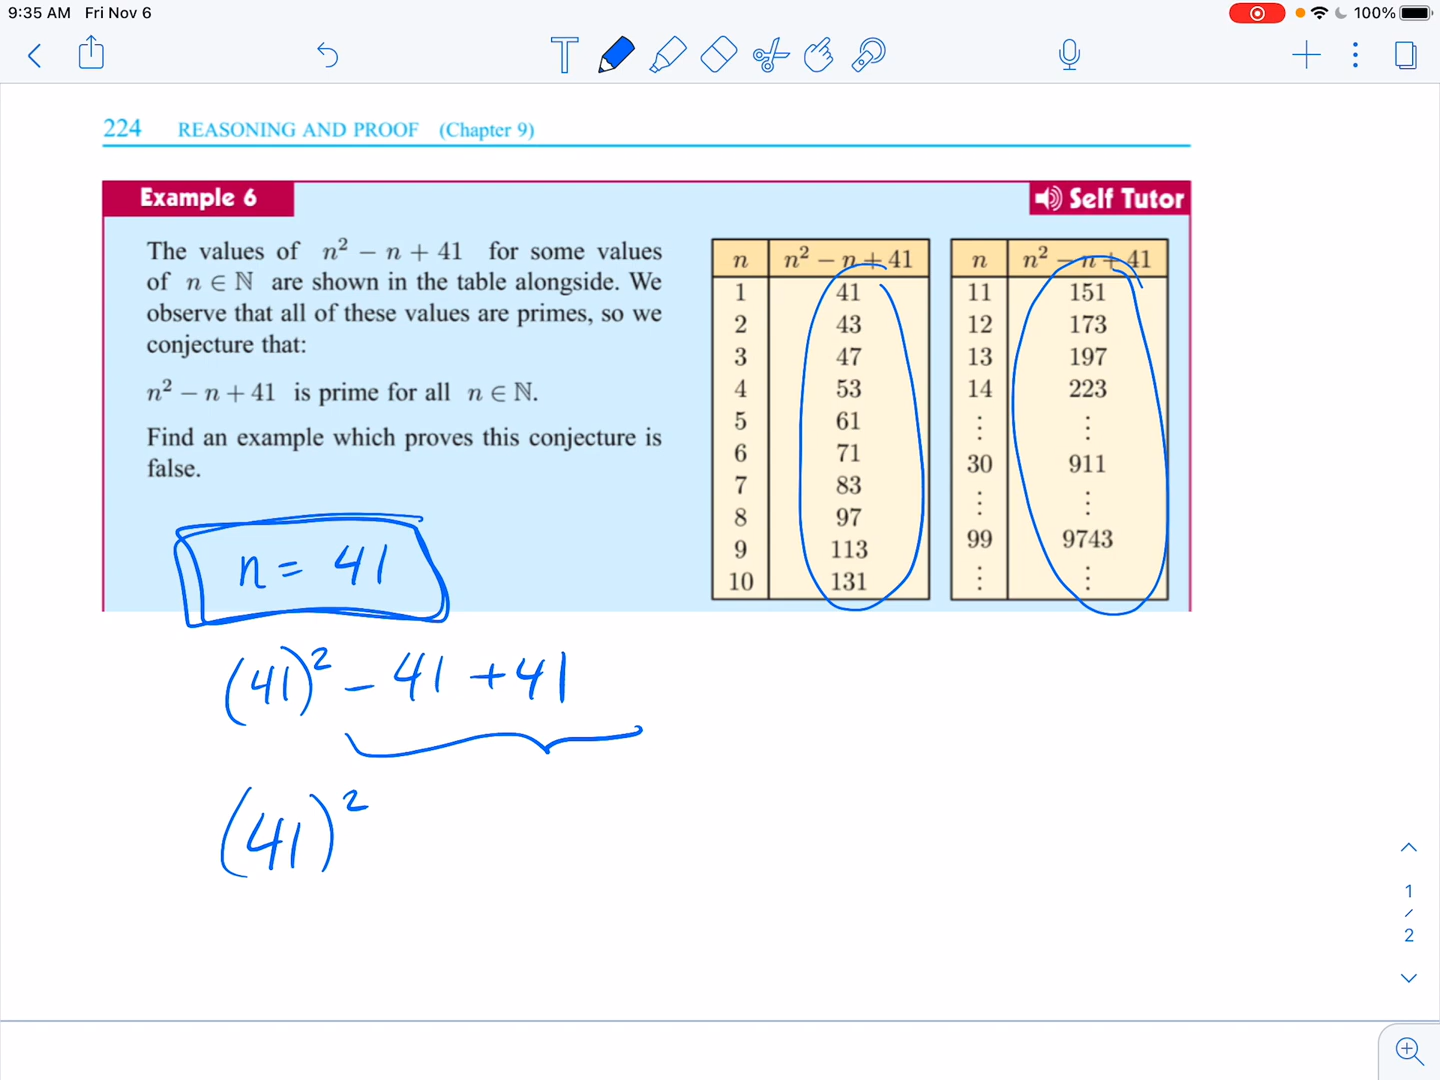 9:35 AM Fri Nov 6
100%
T
224 REASONING AND PROOF (Chapter 9)
Example 6
Self Tutor
The values of n² − n + 41 for some values
of n ∈ ℕ are shown in the table alongside. We
observe that all of these values are primes, so we
conjecture that:
n² − n + 41 is prime for all n ∈ ℕ.
Find an example which proves this conjecture is
false.
n n² − n + 41
1 41
2 43
3 47
4 53
5 61
6 71
7 83
8 97
9 113
10 131
n n² − n + 41
11 151
12 173
13 197
14 223
⋮ ⋮
30 911
⋮ ⋮
99 9743
⋮ ⋮
n = 41
(41)² − 41 + 41
(41)²
1
/
2